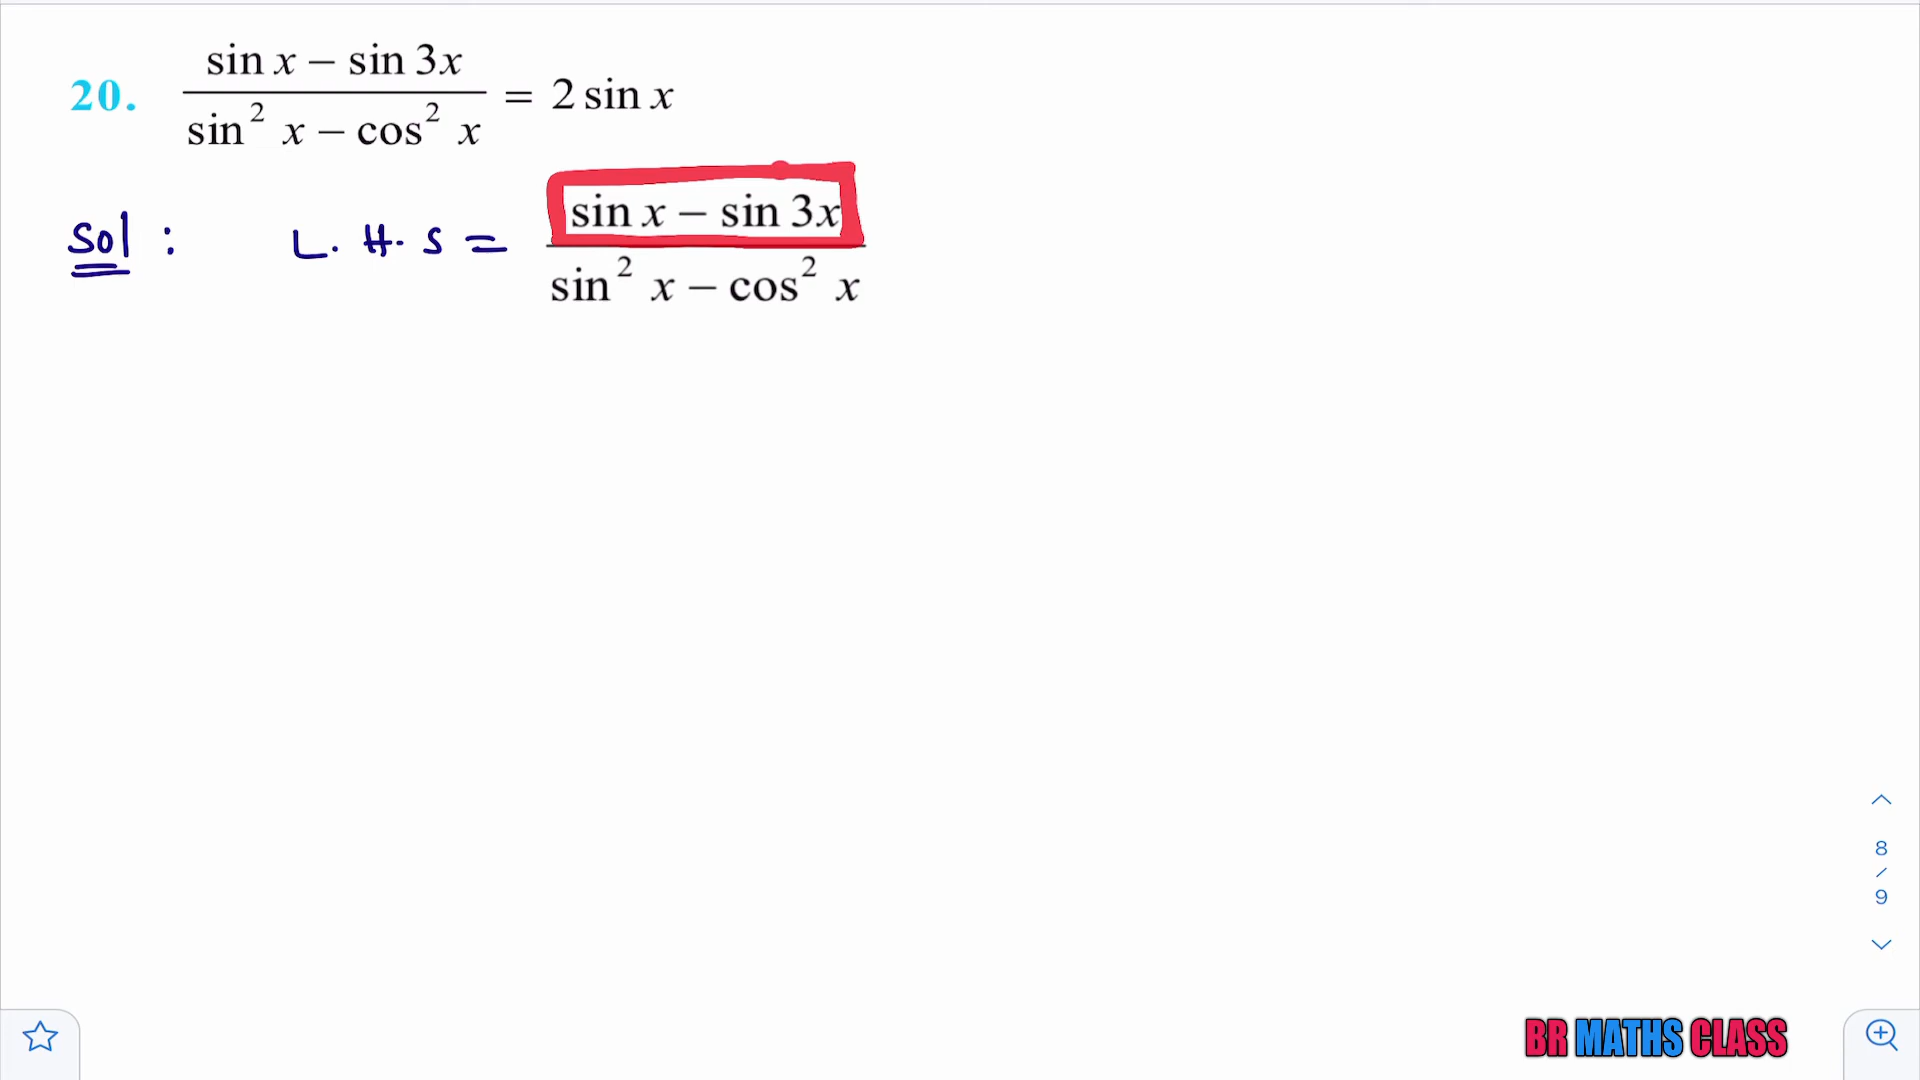 20. (sin x − sin 3x) / (sin² x − cos² x) = 2 sin x
Sol : L.H.S = (sin x − sin 3x) / (sin² x − cos² x)
8
/
9
BR MATHS CLASS